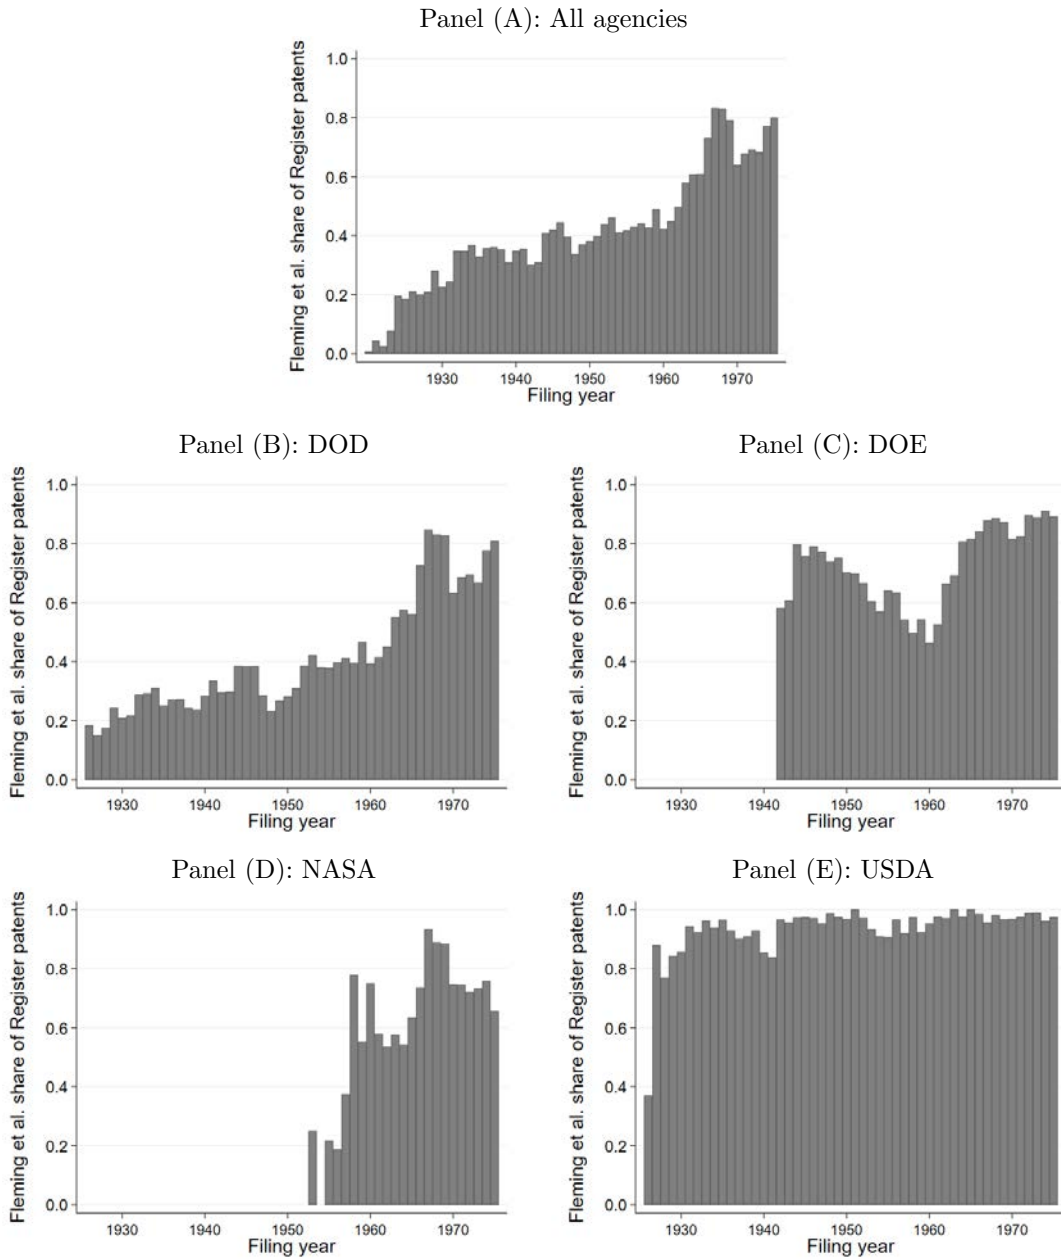 Panel (A): All agencies
Fleming et al. share of Register patents
1.0
0.8
0.6
0.4
0.2
0.0
1930 1940 1950 1960 1970
Filing year
Panel (B): DOD
Fleming et al. share of Register patents
1.0
0.8
0.6
0.4
0.2
0.0
1930 1940 1950 1960 1970
Filing year
Panel (C): DOE
Fleming et al. share of Register patents
1.0
0.8
0.6
0.4
0.2
0.0
1930 1940 1950 1960 1970
Filing year
Panel (D): NASA
Fleming et al. share of Register patents
1.0
0.8
0.6
0.4
0.2
0.0
1930 1940 1950 1960 1970
Filing year
Panel (E): USDA
Fleming et al. share of Register patents
1.0
0.8
0.6
0.4
0.2
0.0
1930 1940 1950 1960 1970
Filing year